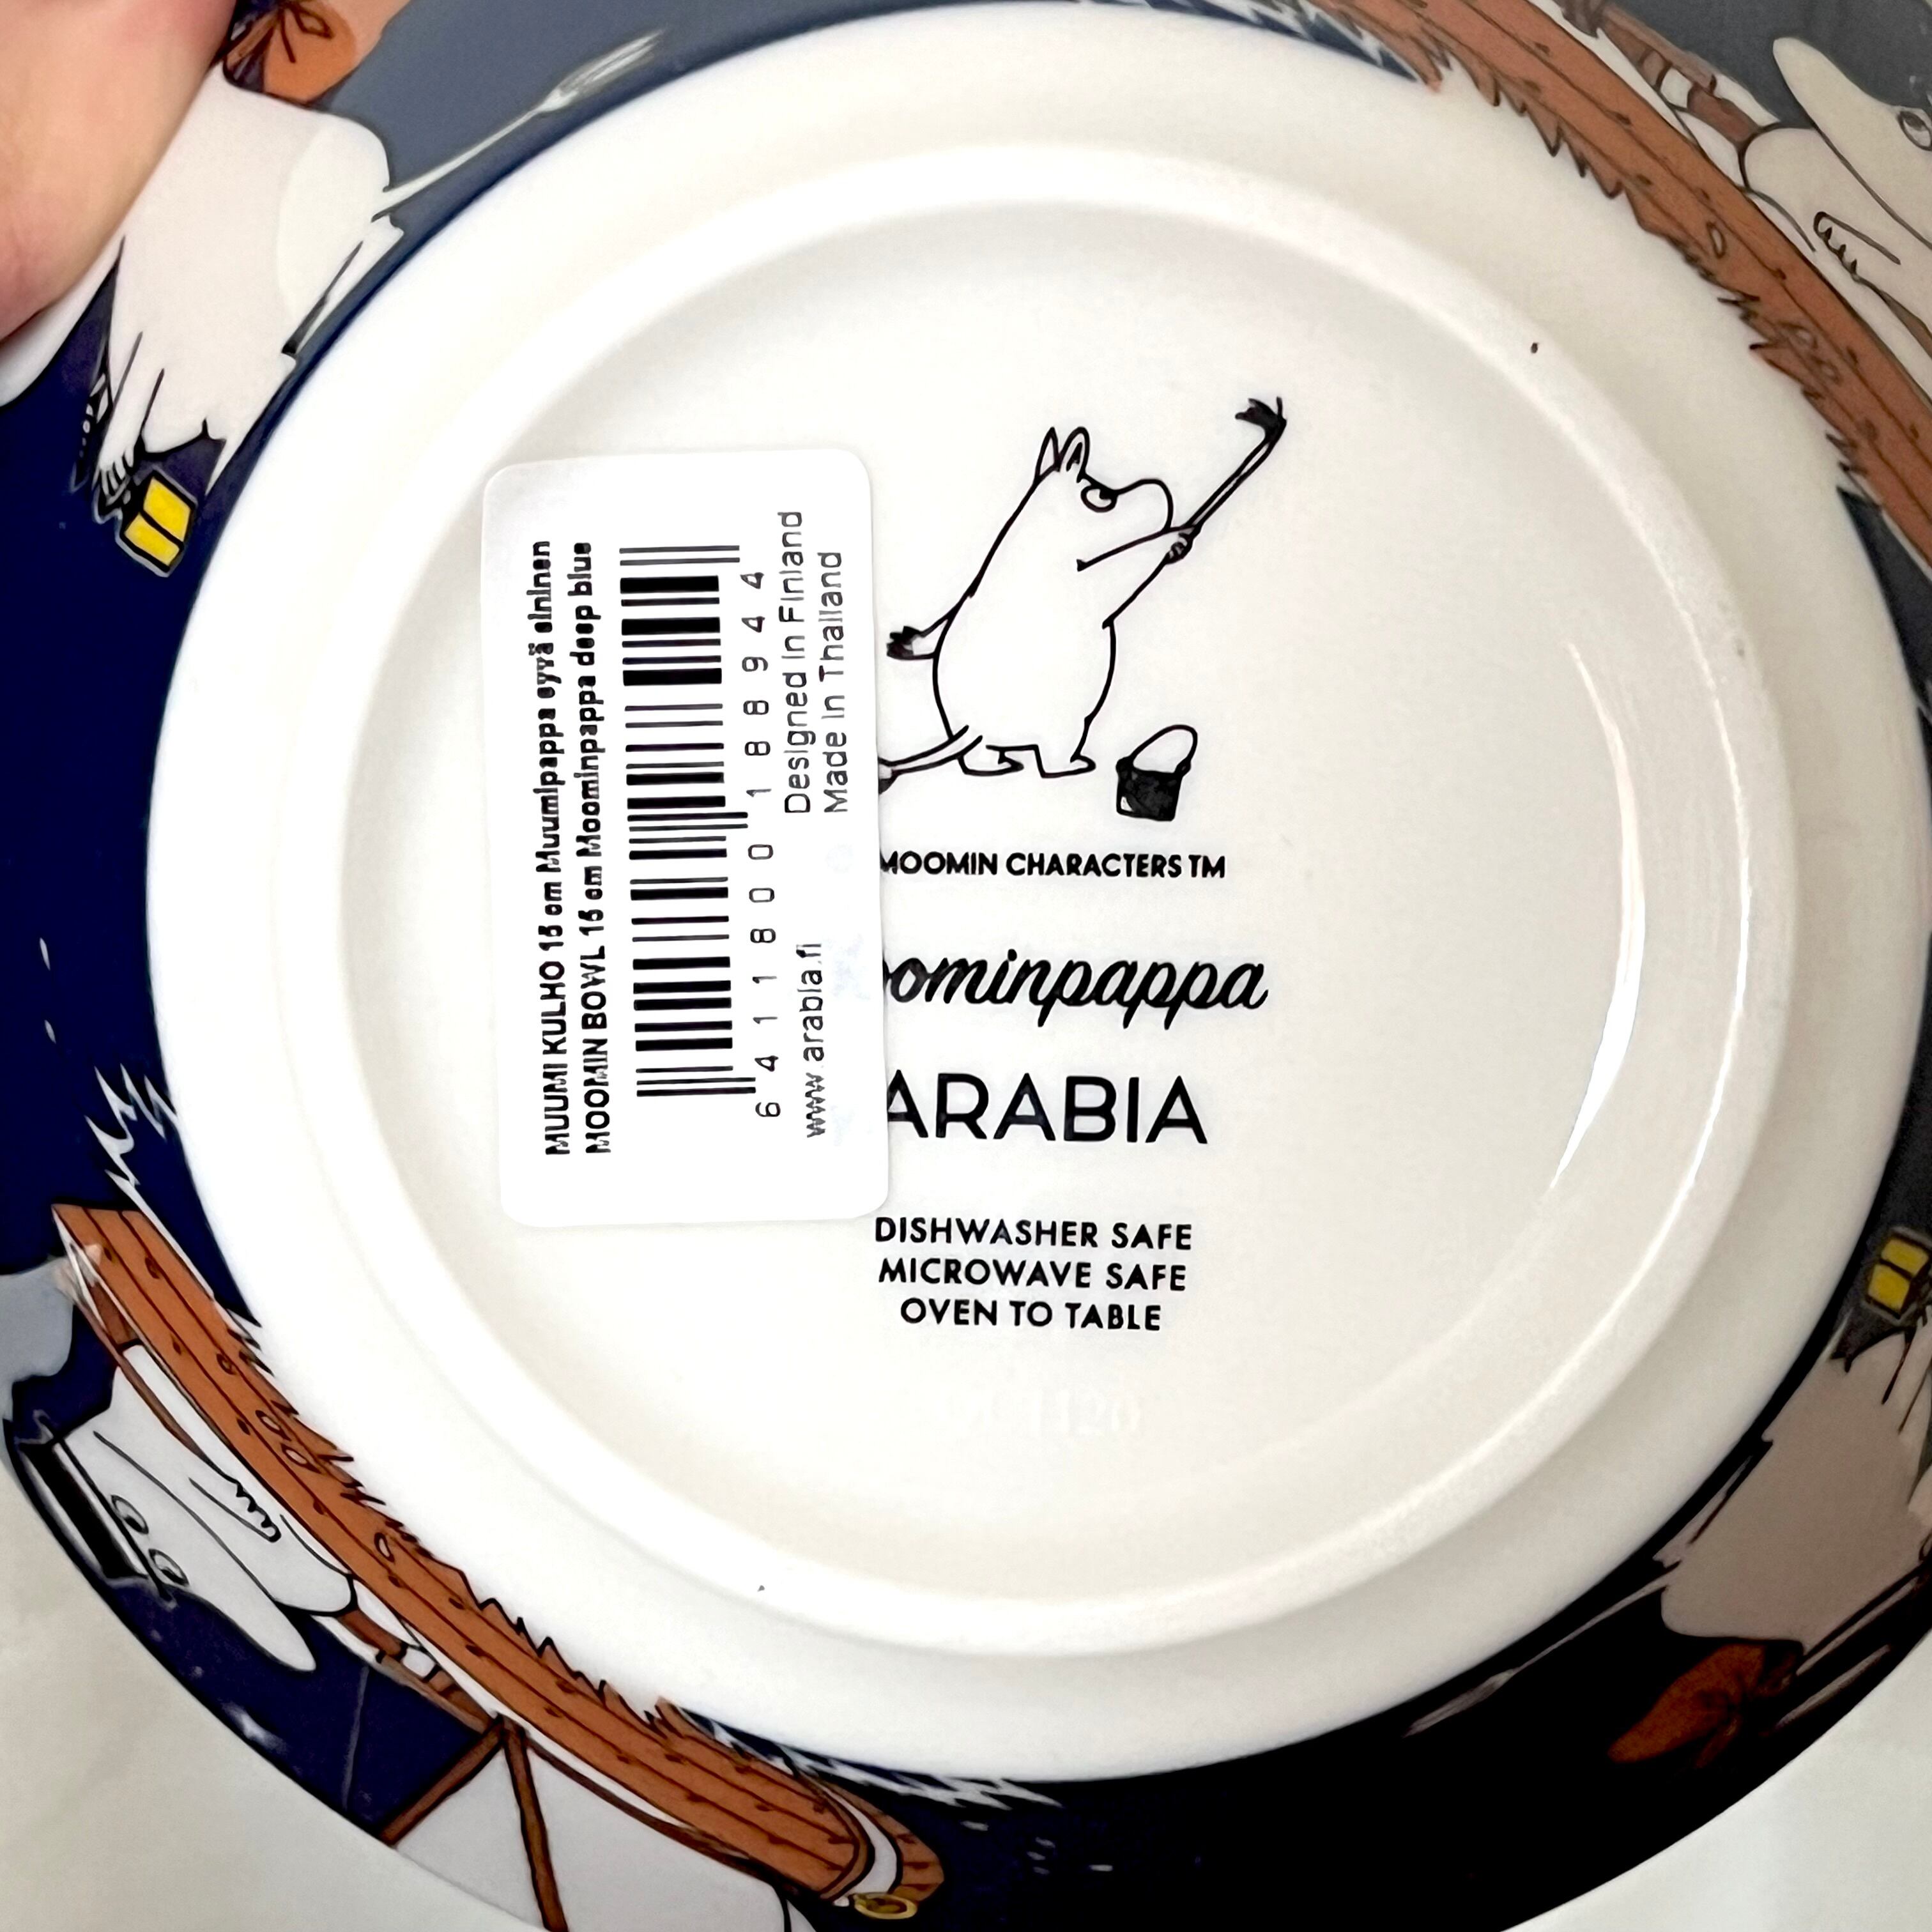 MUUMI KULHO 15 cm Muumipappa syvä sininen
MOOMIN BOWL 15 cm Moominpappa deep blue
6 411800 188944
www.arabia.fi
Designed in Finland
Made in Thailand
MOOMIN CHARACTERS TM
oominpappa
ARABIA
DISHWASHER SAFE
MICROWAVE SAFE
OVEN TO TABLE